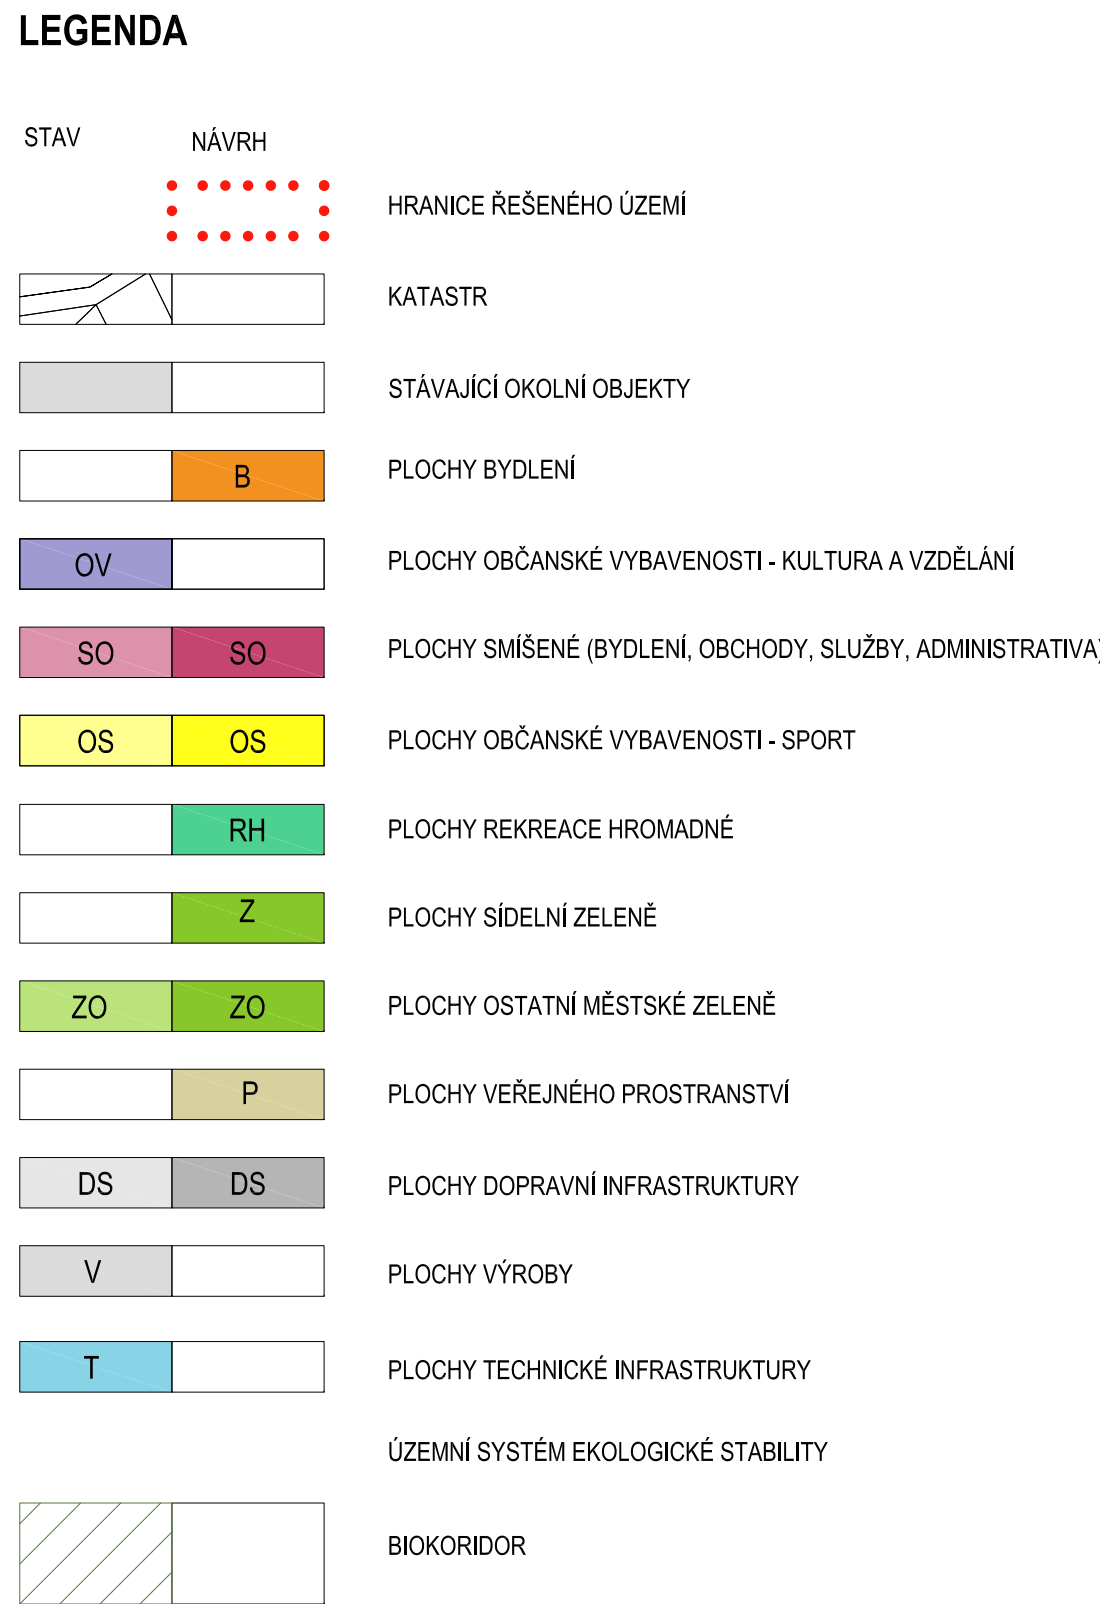 LEGENDA
STAV NÁVRH
HRANICE ŘEŠENÉHO ÚZEMÍ
KATASTR
STÁVAJÍCÍ OKOLNÍ OBJEKTY
B PLOCHY BYDLENÍ
OV PLOCHY OBČANSKÉ VYBAVENOSTI - KULTURA A VZDĚLÁNÍ
SO SO PLOCHY SMÍŠENÉ (BYDLENÍ, OBCHODY, SLUŽBY, ADMINISTRATIVA)
OS OS PLOCHY OBČANSKÉ VYBAVENOSTI - SPORT
RH PLOCHY REKREACE HROMADNÉ
Z PLOCHY SÍDELNÍ ZELENĚ
ZO ZO PLOCHY OSTATNÍ MĚSTSKÉ ZELENĚ
P PLOCHY VEŘEJNÉHO PROSTRANSTVÍ
DS DS PLOCHY DOPRAVNÍ INFRASTRUKTURY
V PLOCHY VÝROBY
T PLOCHY TECHNICKÉ INFRASTRUKTURY
ÚZEMNÍ SYSTÉM EKOLOGICKÉ STABILITY
BIOKORIDOR